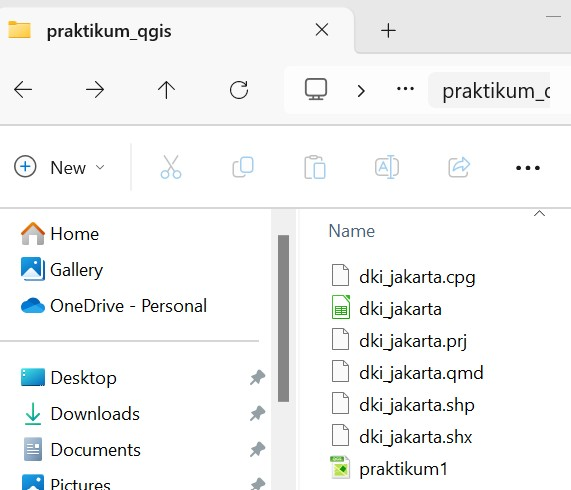 praktikum_qgis
praktikum_q
New
Home
Gallery
OneDrive - Personal
Desktop
Downloads
Documents
Pictures
Name
dki_jakarta.cpg
dki_jakarta
dki_jakarta.prj
dki_jakarta.qmd
dki_jakarta.shp
dki_jakarta.shx
praktikum1